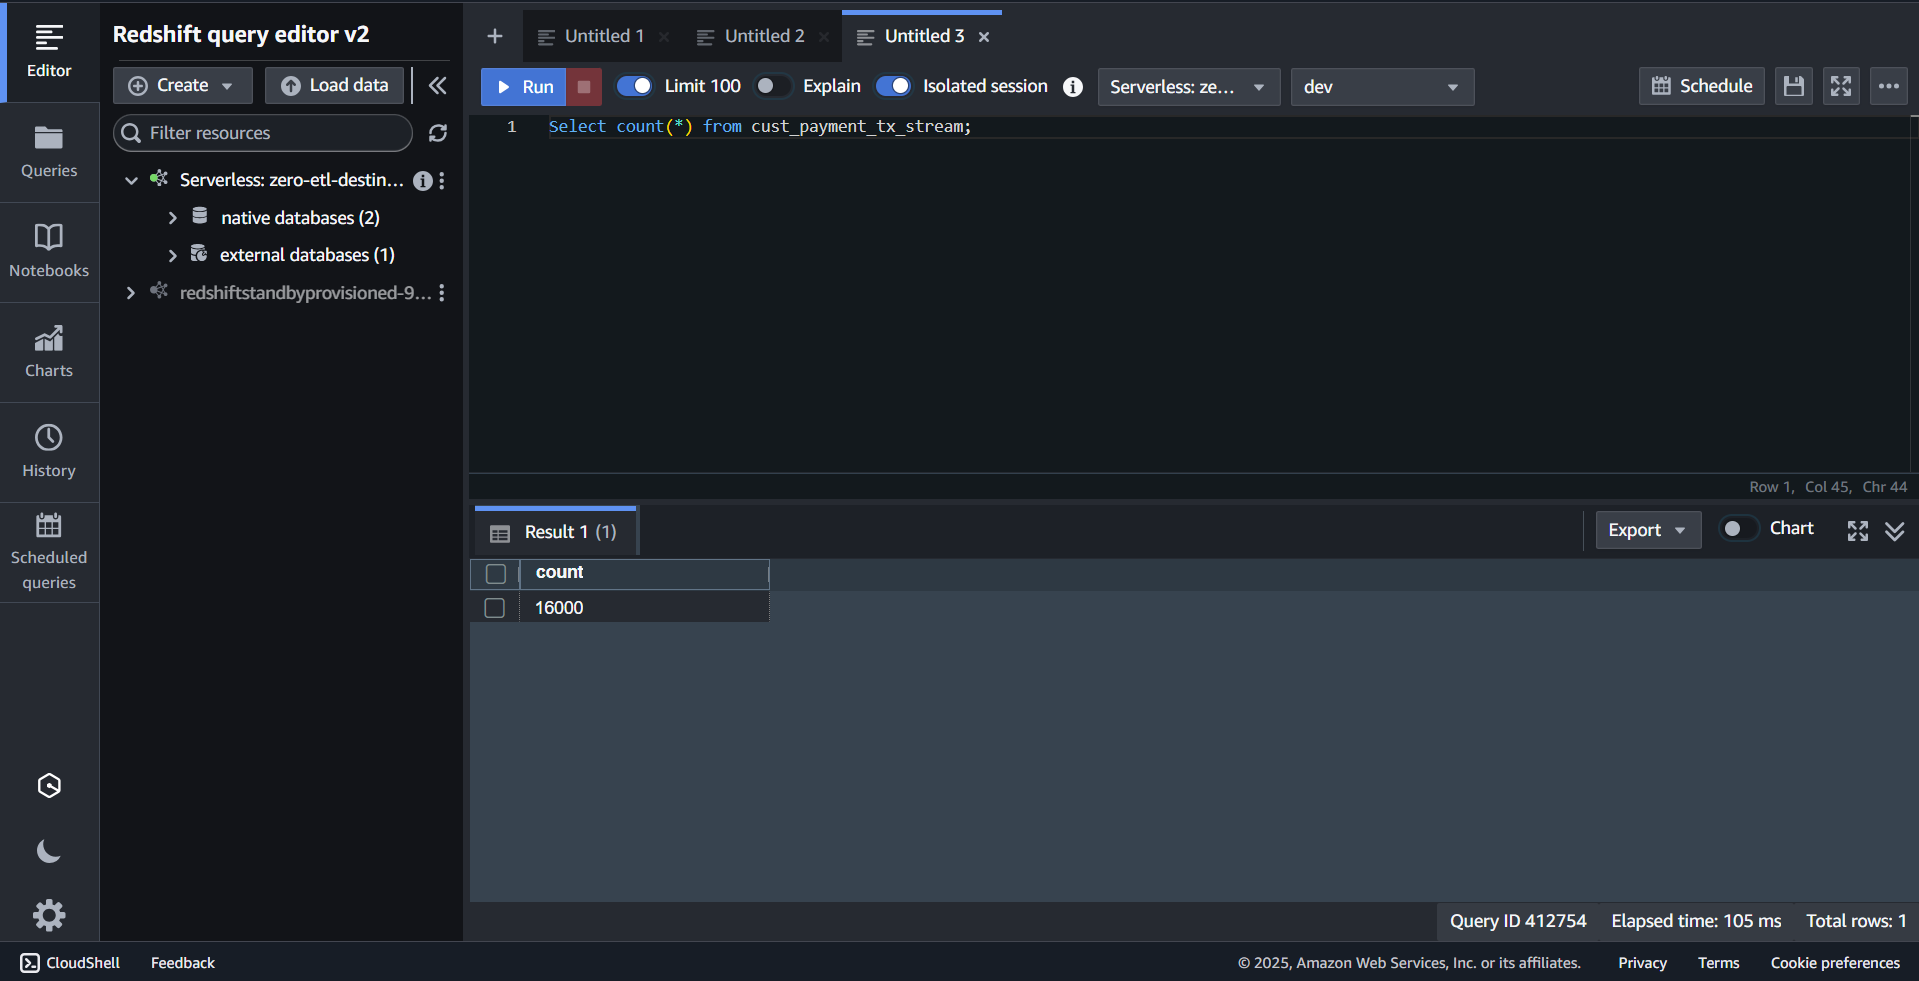 Editor
Queries
Notebooks
Charts
History
Scheduled
queries
Redshift query editor v2
Create
Load data
Filter resources
Serverless: zero-etl-destin...
native databases (2)
external databases (1)
redshiftstandbyprovisioned-9...
Untitled 1
Untitled 2
Untitled 3
Run
Limit 100
Explain
Isolated session
Serverless: ze...
dev
Schedule
1 Select count(*) from cust_payment_tx_stream;
Row 1, Col 45, Chr 44
Result 1 (1)
Export
Chart
count
16000
Query ID 412754 Elapsed time: 105 ms Total rows: 1
CloudShell Feedback © 2025, Amazon Web Services, Inc. or its affiliates. Privacy Terms Cookie preferences